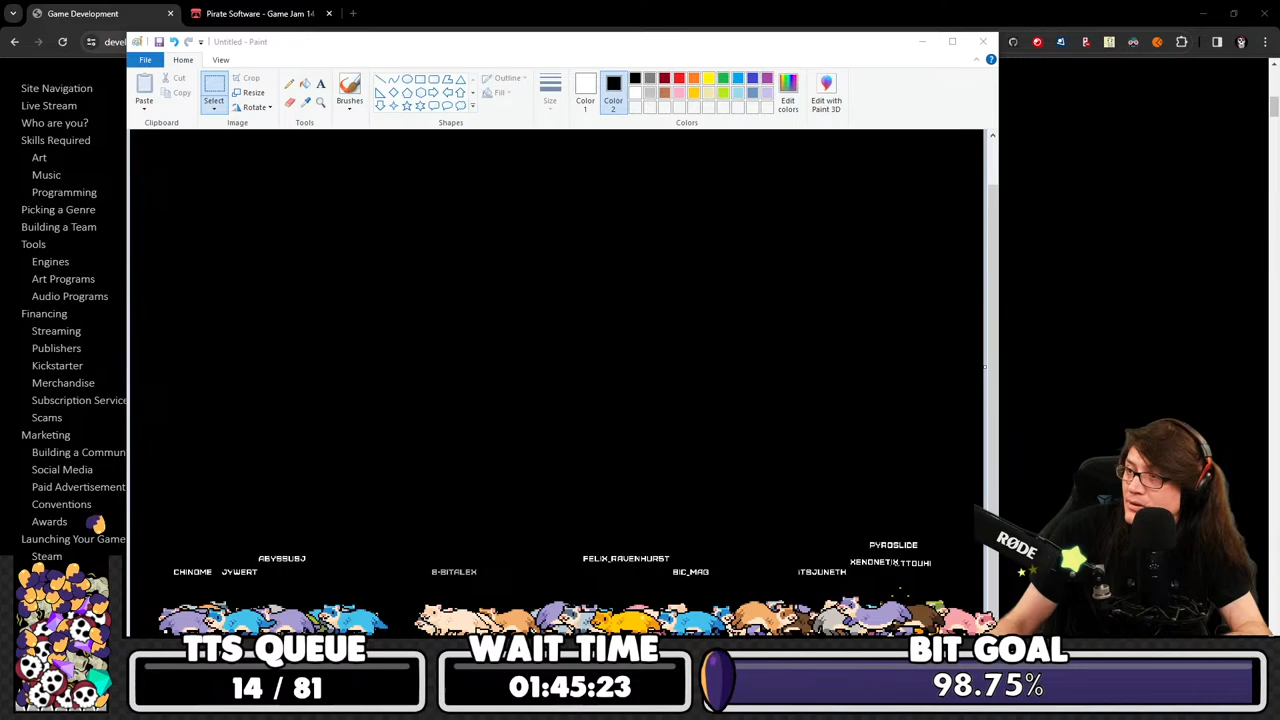 Game Development
Pirate Software - Game Jam 14
devel
Untitled - Paint
File
Home
View
Paste
Cut
Copy
Clipboard
Select
Crop
Resize
Rotate
Image
Tools
Brushes
Shapes
Outline
Fill
Size
Color 1
Color 2
Colors
Edit colors
Edit with Paint 3D
Site Navigation
Live Stream
Who are you?
Skills Required
Art
Music
Programming
Picking a Genre
Building a Team
Tools
Engines
Art Programs
Audio Programs
Financing
Streaming
Publishers
Kickstarter
Merchandise
Subscription Service
Scams
Marketing
Building a Commun
Social Media
Paid Advertisement
Conventions
Awards
Launching Your Game
Steam
PYROSLIDE
ABYSSUSJ
FELIX_RAVENHURST
XENONETIX
TTOUHI
CHINOME
JYWERT
8-BITALEX
BIC_MAG
ITBJUNETH
RØDE
TTS QUEUE
14 / 81
WAIT TIME
01:45:23
BIT GOAL
98.75%